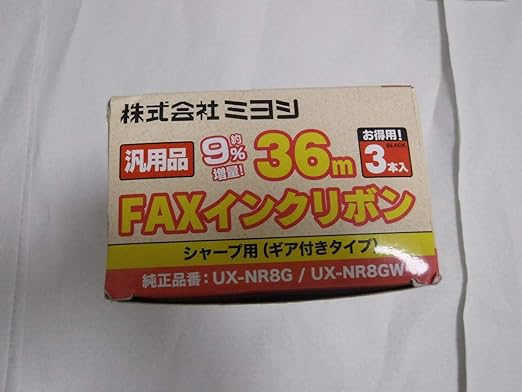 株式会社ミヨシ
汎用品
約9%増量!
36m
お得用!
BLACK
3本入
FAXインクリボン
シャープ用(ギア付きタイプ)
純正品番:UX-NR8G / UX-NR8GW